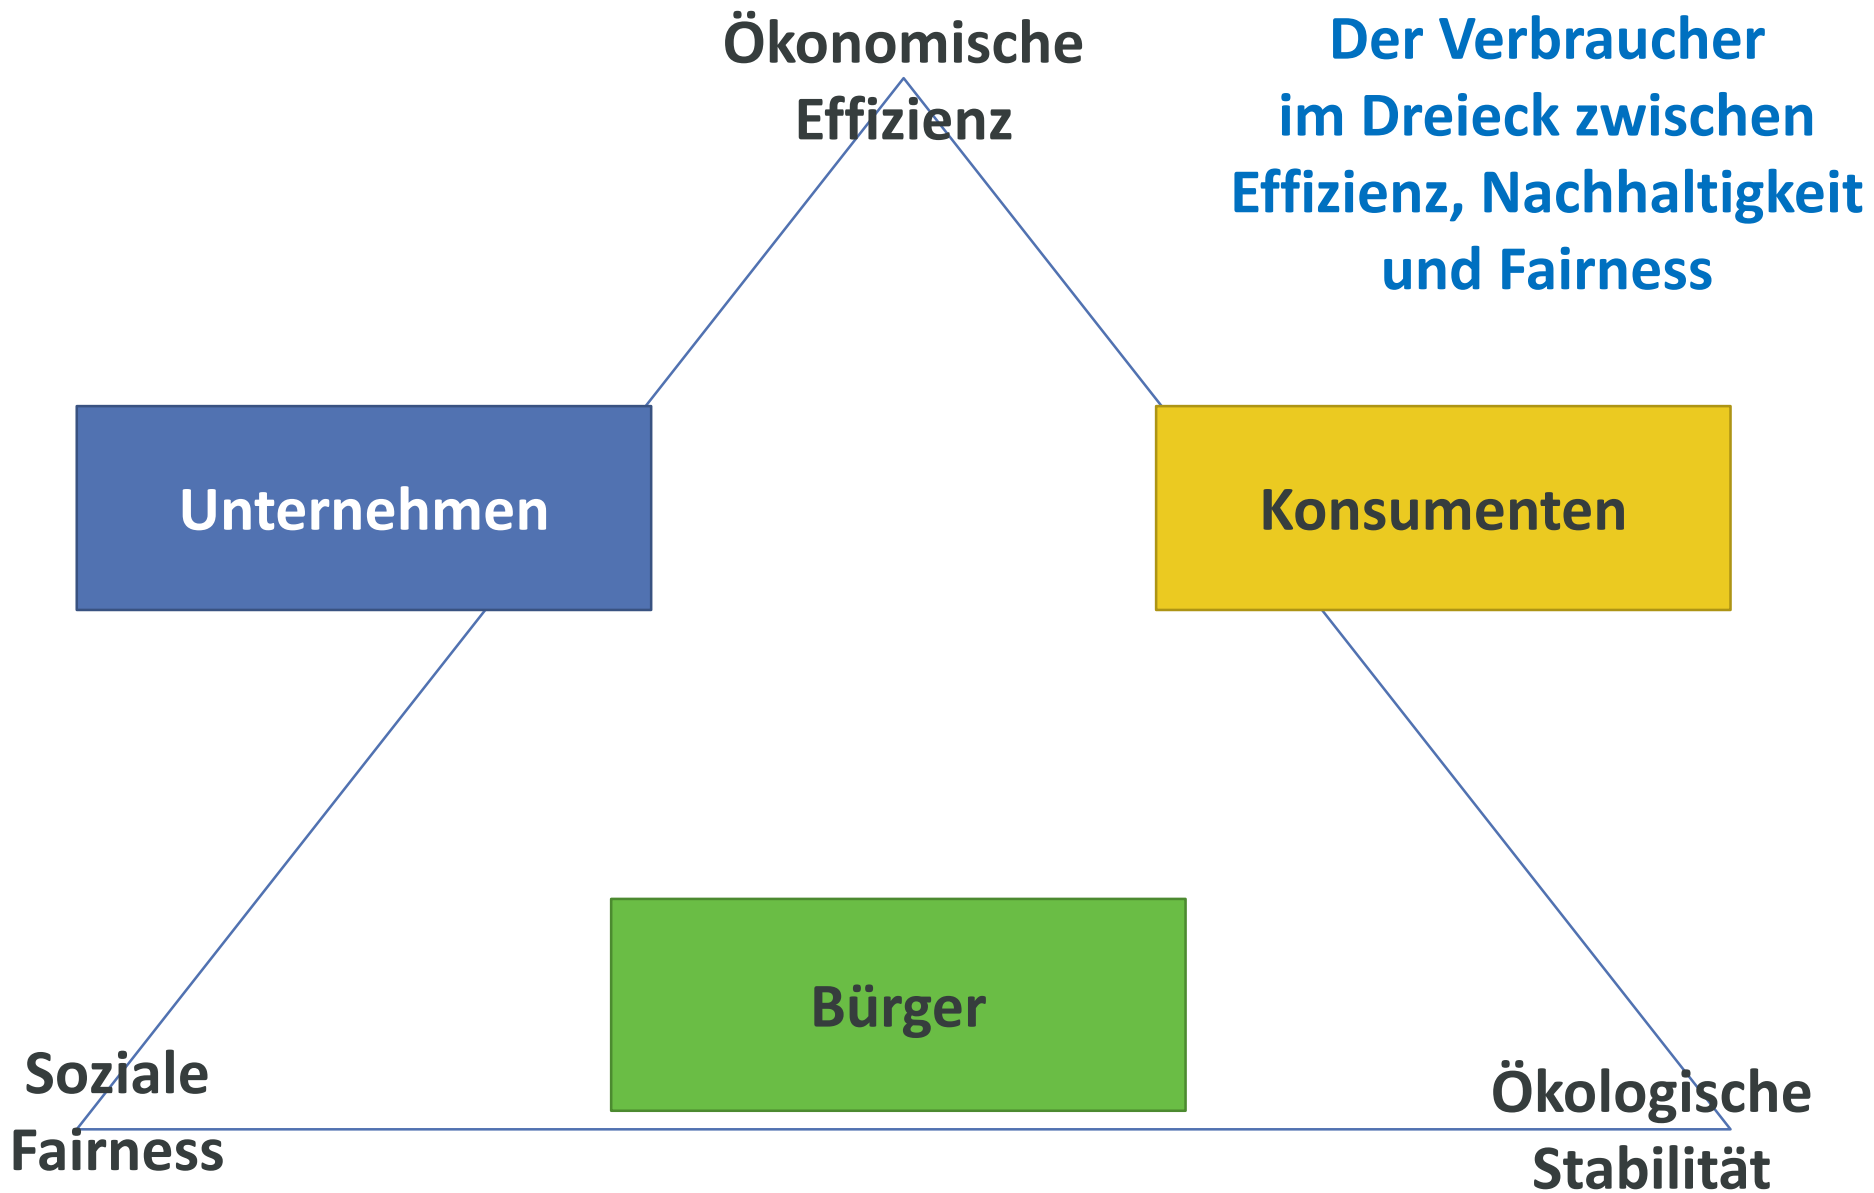 Ökonomische
Effizienz
Der Verbraucher
im Dreieck zwischen
Effizienz, Nachhaltigkeit
und Fairness
Unternehmen
Konsumenten
Bürger
Soziale
Fairness
Ökologische
Stabilität